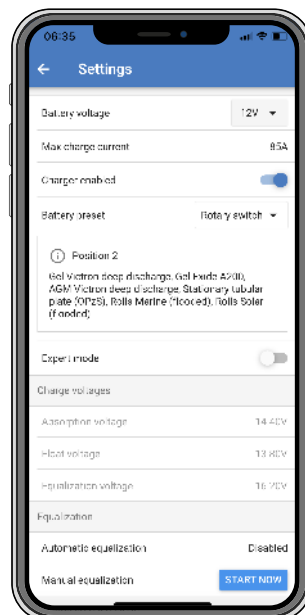 06:35
Settings
Battery voltage 12V
Max charge current 85A
Charger enabled
Battery preset Rotary switch
Position 2
Gel Victron deep discharge, Gel Exide A200,
AGM Victron deep discharge, Stationary tubular
plate (OPzS), Rolls Marine (flooded), Rolls Solar
(flooded)
Expert mode
Charge voltages
Absorption voltage 14.40V
Float voltage 13.80V
Equalization voltage 16.20V
Equalization
Automatic equalization Disabled
Manual equalization START NOW